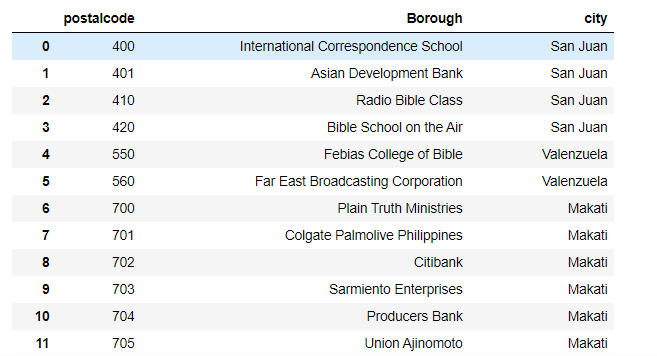 postalcode Borough city
0 400 International Correspondence School San Juan
1 401 Asian Development Bank San Juan
2 410 Radio Bible Class San Juan
3 420 Bible School on the Air San Juan
4 550 Febias College of Bible Valenzuela
5 560 Far East Broadcasting Corporation Valenzuela
6 700 Plain Truth Ministries Makati
7 701 Colgate Palmolive Philippines Makati
8 702 Citibank Makati
9 703 Sarmiento Enterprises Makati
10 704 Producers Bank Makati
11 705 Union Ajinomoto Makati